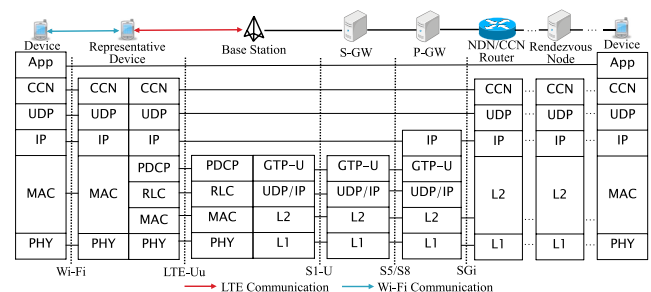 Device Representative Device Base Station S-GW P-GW NDN/CCN Router Rendezvous Node Device
App App
CCN CCN CCN CCN CCN CCN
UDP UDP UDP UDP UDP UDP
IP IP IP IP IP IP IP
PDCP PDCP GTP-U GTP-U GTP-U
MAC MAC RLC RLC UDP/IP UDP/IP UDP/IP L2 L2 MAC
MAC MAC L2 L2 L2
PHY PHY PHY PHY L1 L1 L1 L1 L1 PHY
Wi-Fi LTE-Uu S1-U S5/S8 SGi
LTE Communication Wi-Fi Communication